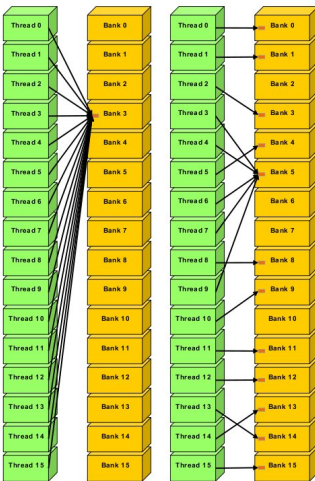 Thread 0 Bank 0 Thread 0 Bank 0
Thread 1 Bank 1 Thread 1 Bank 1
Thread 2 Bank 2 Thread 2 Bank 2
Thread 3 Bank 3 Thread 3 Bank 3
Thread 4 Bank 4 Thread 4 Bank 4
Thread 5 Bank 5 Thread 5 Bank 5
Thread 6 Bank 6 Thread 6 Bank 6
Thread 7 Bank 7 Thread 7 Bank 7
Thread 8 Bank 8 Thread 8 Bank 8
Thread 9 Bank 9 Thread 9 Bank 9
Thread 10 Bank 10 Thread 10 Bank 10
Thread 11 Bank 11 Thread 11 Bank 11
Thread 12 Bank 12 Thread 12 Bank 12
Thread 13 Bank 13 Thread 13 Bank 13
Thread 14 Bank 14 Thread 14 Bank 14
Thread 15 Bank 15 Thread 15 Bank 15